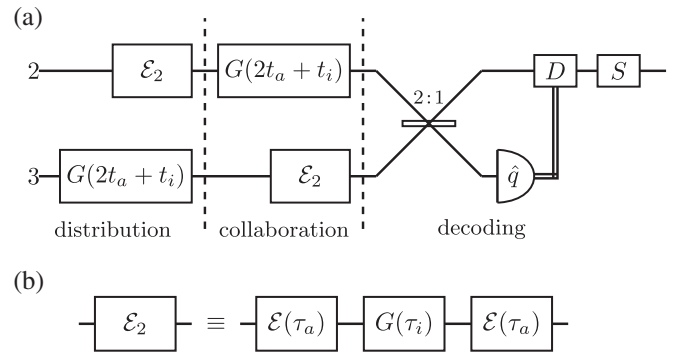 (a)
2 ℰ₂ G(2tₐ + tᵢ) 2:1 D S
3 G(2tₐ + tᵢ) ℰ₂ q̂
distribution collaboration decoding
(b)
ℰ₂ ≡ ℰ(τₐ) G(τᵢ) ℰ(τₐ)